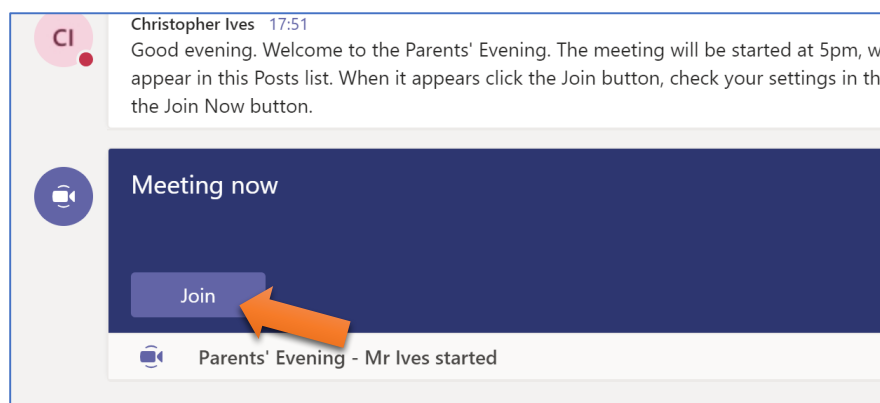 CI
Christopher Ives 17:51
Good evening. Welcome to the Parents' Evening. The meeting will be started at 5pm, w
appear in this Posts list. When it appears click the Join button, check your settings in th
the Join Now button.
Meeting now
Join
Parents' Evening - Mr Ives started